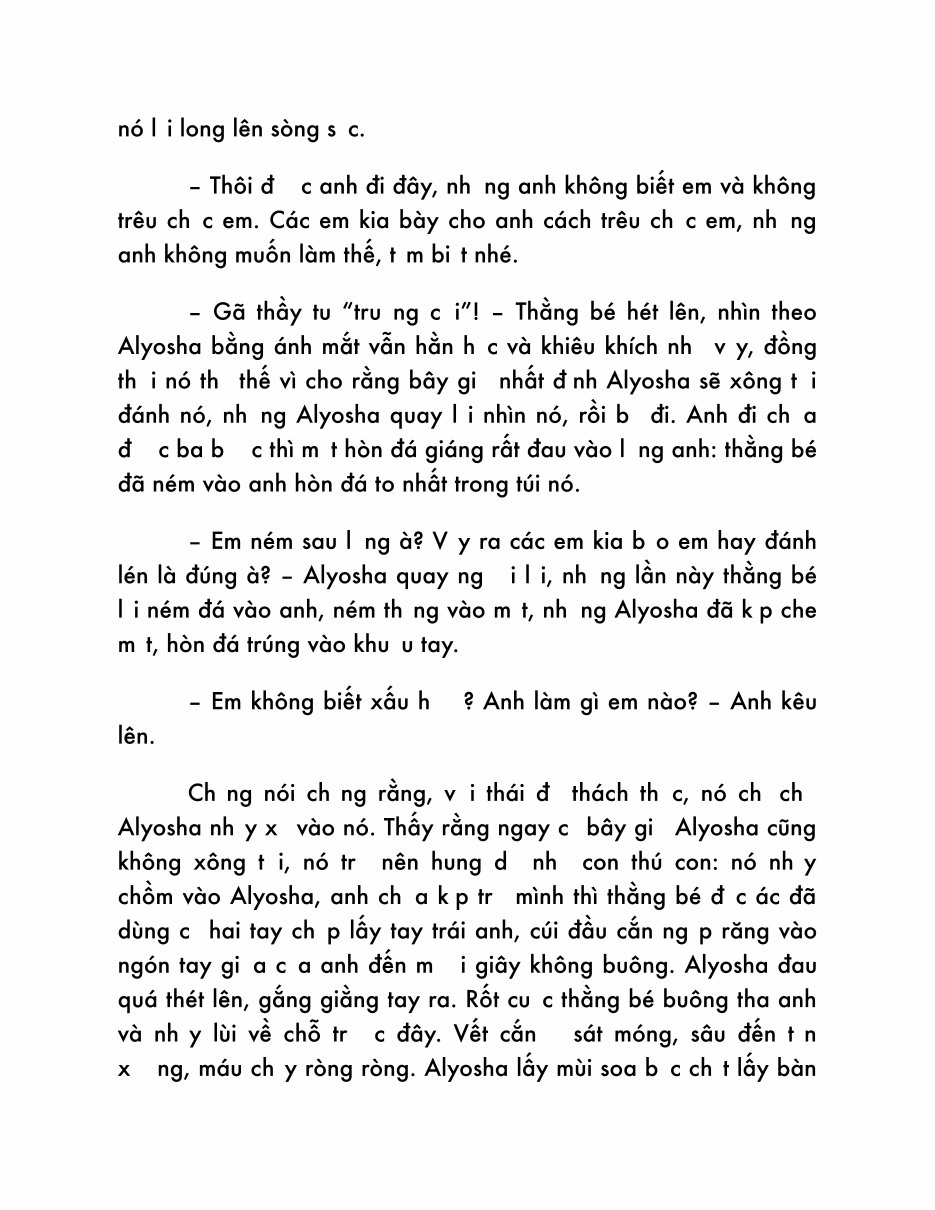 nó l i long lên sòng s c.
– Thôi đ c anh đi đây, nh ng anh không biết em và không
trêu ch c em. Các em kia bày cho anh cách trêu ch c em, nh ng
anh không muốn làm thế, t m bi t nhé.
– Gã thầy tu “tru ng c i”! – Thằng bé hét lên, nhìn theo
Alyosha bằng ánh mắt vẫn hằn h c và khiêu khích nh v y, đồng
th i nó th thế vì cho rằng bây gi nhất đ nh Alyosha sẽ xông t i
đánh nó, nh ng Alyosha quay l i nhìn nó, rồi b đi. Anh đi ch a
đ c ba b c thì m t hòn đá giáng rất đau vào l ng anh: thằng bé
đã ném vào anh hòn đá to nhất trong túi nó.
– Em ném sau l ng à? V y ra các em kia b o em hay đánh
lén là đúng à? – Alyosha quay ng i l i, nh ng lần này thằng bé
l i ném đá vào anh, ném th ng vào m t, nh ng Alyosha đã k p che
m t, hòn đá trúng vào khu u tay.
– Em không biết xấu h ? Anh làm gì em nào? – Anh kêu
lên.
Ch ng nói ch ng rằng, v i thái đ thách th c, nó ch ch
Alyosha nh y x vào nó. Thấy rằng ngay c bây gi Alyosha cũng
không xông t i, nó tr nên hung d nh con thú con: nó nh y
chồm vào Alyosha, anh ch a k p tr mình thì thằng bé đ c ác đã
dùng c hai tay ch p lấy tay trái anh, cúi đầu cắn ng p răng vào
ngón tay gi a c a anh đến m i giây không buông. Alyosha đau
quá thét lên, gắng giằng tay ra. Rốt cu c thằng bé buông tha anh
và nh y lùi về chỗ tr c đây. Vết cắn sát móng, sâu đến t n
x ng, máu ch y ròng ròng. Alyosha lấy mùi soa b c ch t lấy bàn